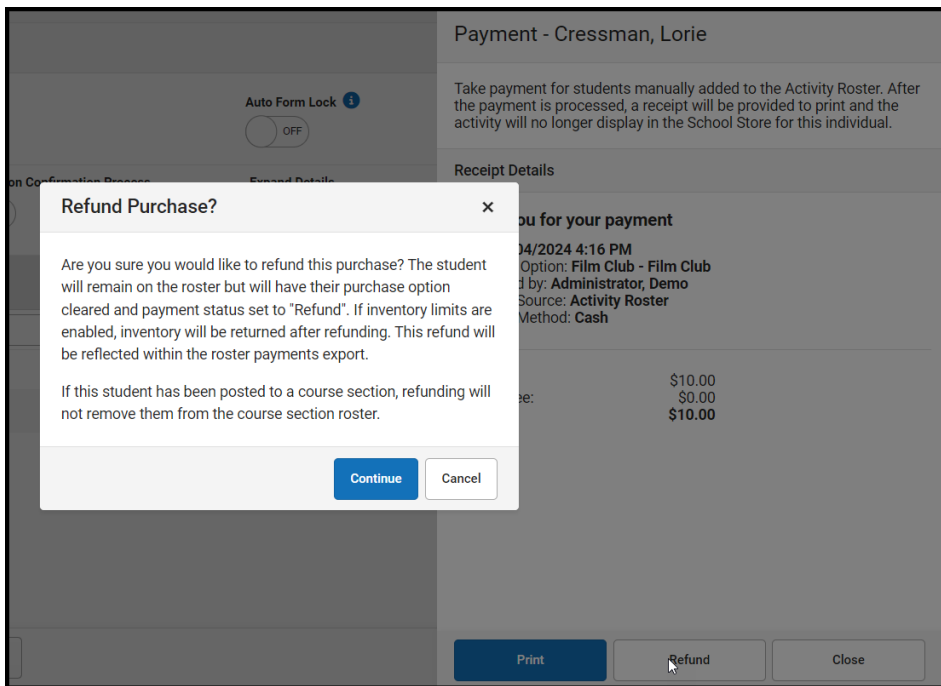 Payment - Cressman, Lorie
Take payment for students manually added to the Activity Roster. After
the payment is processed, a receipt will be provided to print and the
activity will no longer display in the School Store for this individual.
Auto Form Lock
OFF
Receipt Details
on Confirmation Process
Expand Details
Refund Purchase?
Are you sure you would like to refund this purchase? The student
will remain on the roster but will have their purchase option
cleared and payment status set to "Refund". If inventory limits are
enabled, inventory will be returned after refunding. This refund will
be reflected within the roster payments export.
If this student has been posted to a course section, refunding will
not remove them from the course section roster.
Continue
Cancel
ou for your payment
04/2024 4:16 PM
Option: Film Club - Film Club
d by: Administrator, Demo
Source: Activity Roster
Method: Cash
$10.00
ee: $0.00
$10.00
Print
Refund
Close